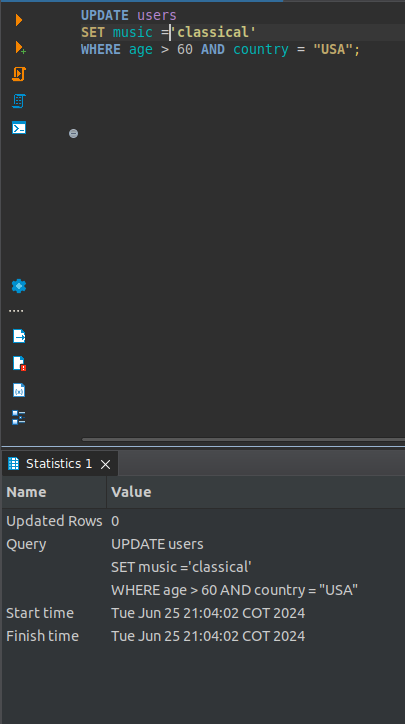 UPDATE users
SET music ='classical'
WHERE age > 60 AND country = "USA";
Statistics 1
Name Value
Updated Rows 0
Query UPDATE users
SET music ='classical'
WHERE age > 60 AND country = "USA"
Start time Tue Jun 25 21:04:02 COT 2024
Finish time Tue Jun 25 21:04:02 COT 2024